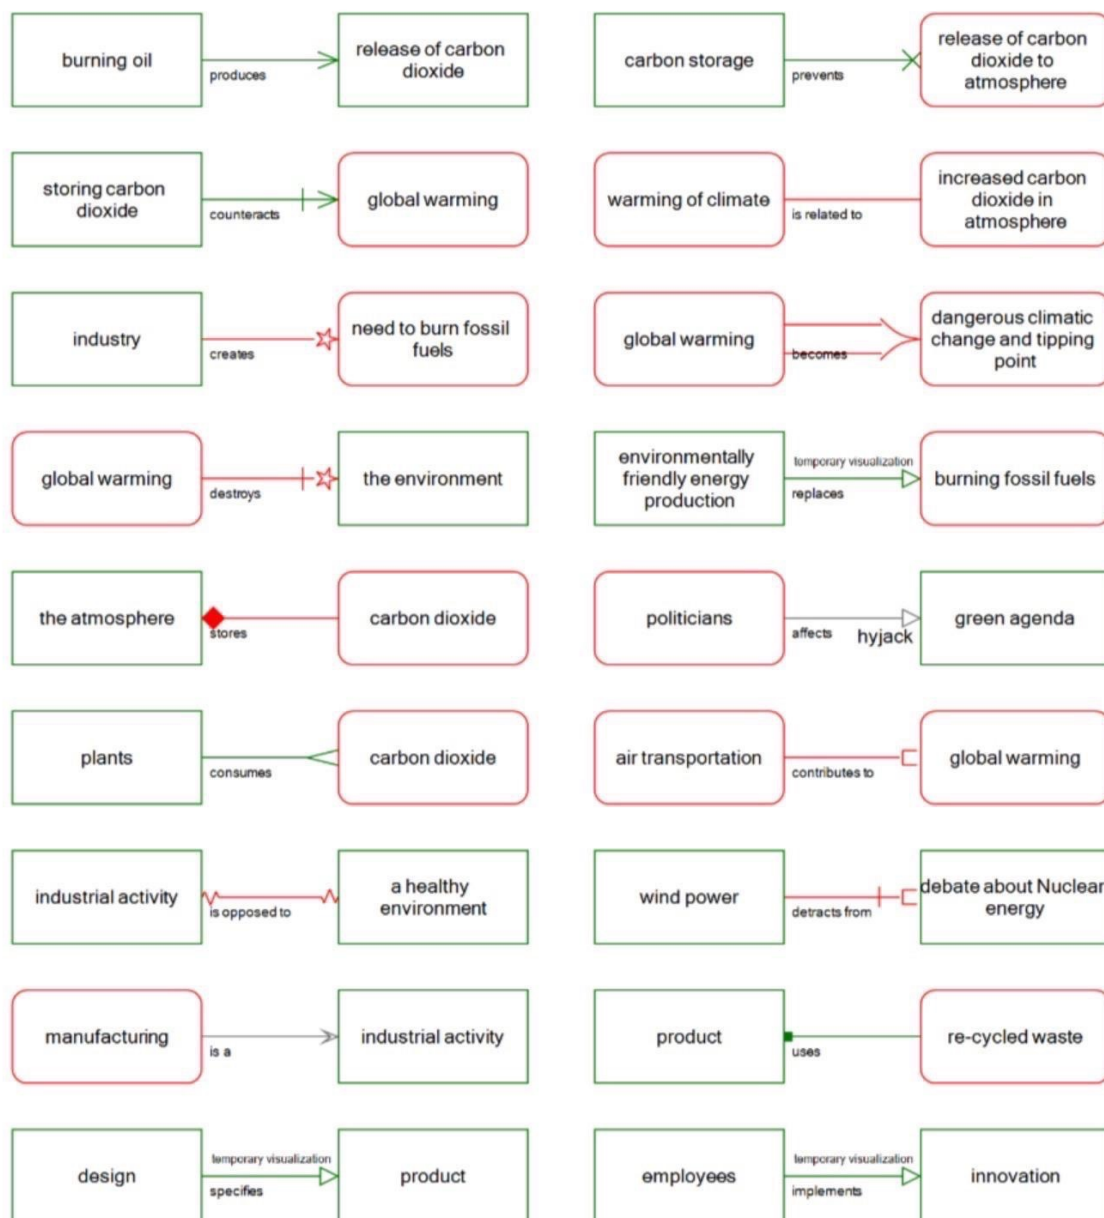 burning oil
produces
release of carbon
dioxide
carbon storage
prevents
release of carbon
dioxide to
atmosphere
storing carbon
dioxide
counteracts
global warming
warming of climate
is related to
increased carbon
dioxide in
atmosphere
industry
creates
need to burn fossil
fuels
global warming
becomes
dangerous climatic
change and tipping
point
global warming
destroys
the environment
environmentally
friendly energy
production
temporary visualization
replaces
burning fossil fuels
the atmosphere
stores
carbon dioxide
politicians
affects
hyjack
green agenda
plants
consumes
carbon dioxide
air transportation
contributes to
global warming
industrial activity
is opposed to
a healthy
environment
wind power
detracts from
debate about Nuclear
energy
manufacturing
is a
industrial activity
product
uses
re-cycled waste
design
temporary visualization
specifies
product
employees
temporary visualization
implements
innovation